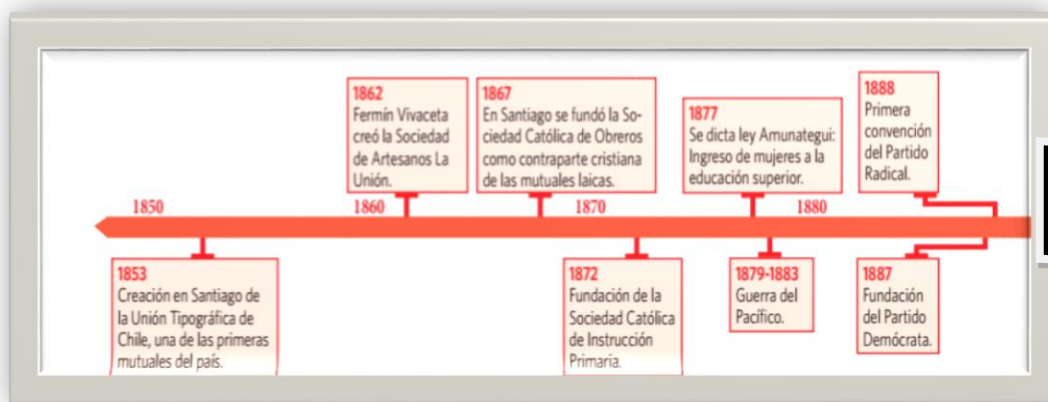 1862
Fermín Vivaceta
creó la Sociedad
de Artesanos La
Unión.
1867
En Santiago se fundó la So-
ciedad Católica de Obreros
como contraparte cristiana
de las mutuales laicas.
1877
Se dicta ley Amunategui:
Ingreso de mujeres a la
educación superior.
1888
Primera
convención
del Partido
Radical.
1850
1860
1870
1880
1853
Creación en Santiago de
la Unión Tipográfica de
Chile, una de las primeras
mutuales del país.
1872
Fundación de la
Sociedad Católica
de Instrucción
Primaria.
1879-1883
Guerra del
Pacífico.
1887
Fundación
del Partido
Demócrata.